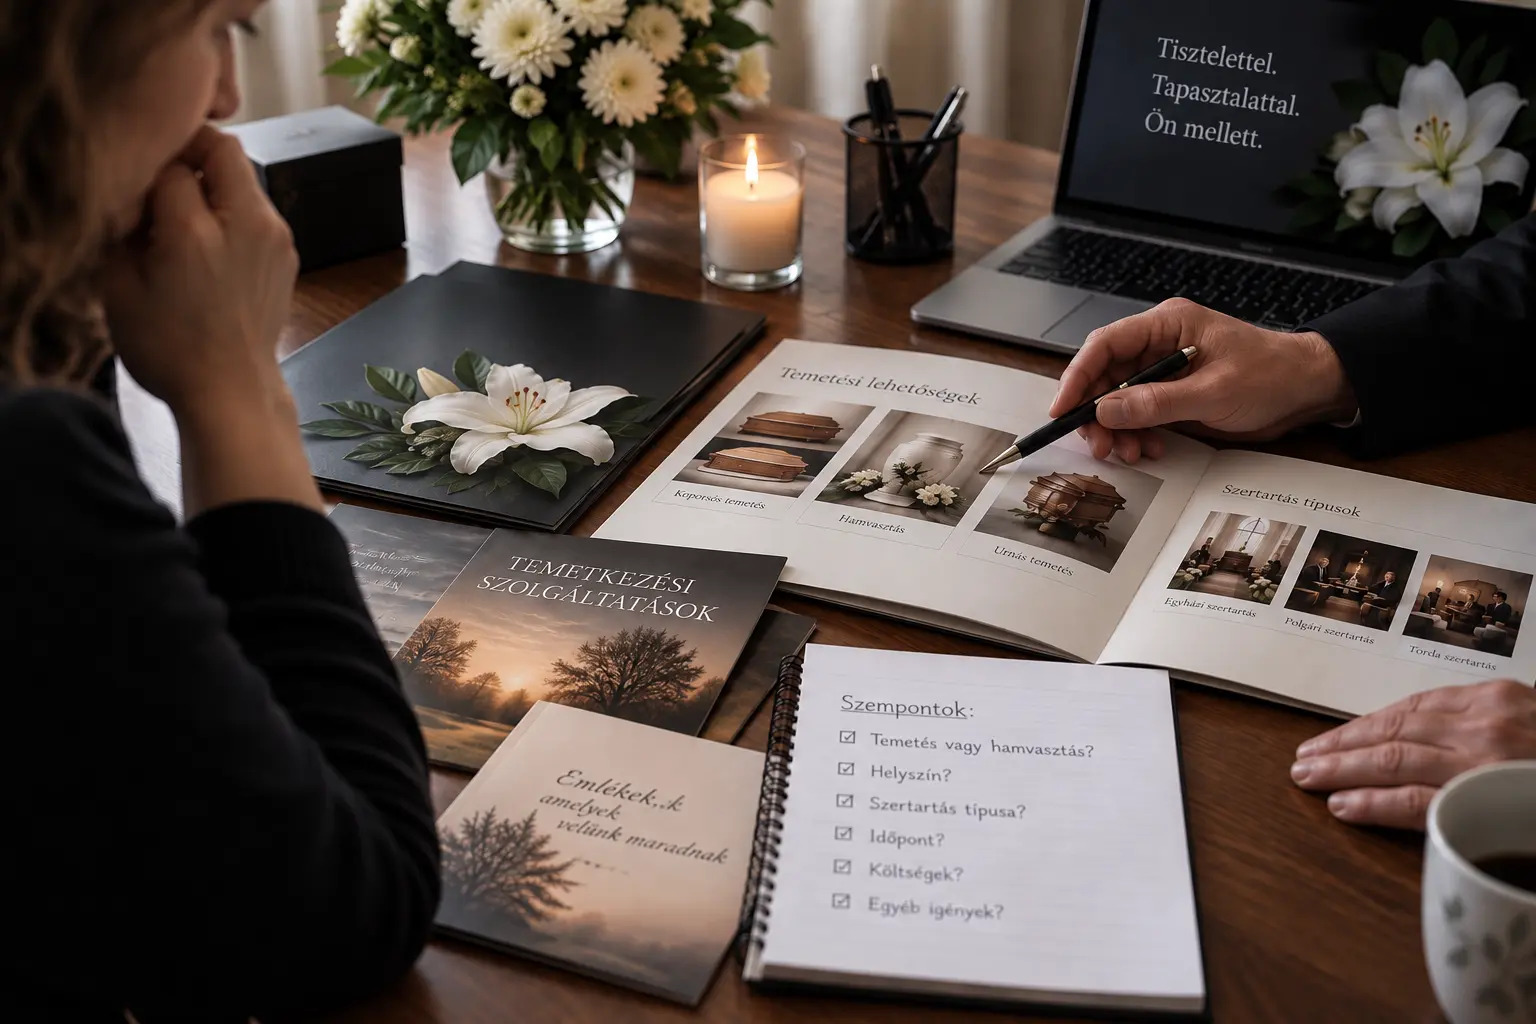 Tisztelettel.
Tapasztalattal.
Ön mellett.
Temetési lehetőségek
Koporsós temetés
Hamvasztás
Urnás temetés
Szertartás típusok
Egyházi szertartás
Polgári szertartás
Torda szertartás
TEMETKEZÉSI
SZOLGÁLTATÁSOK
Emlékek
amelyek
velünk maradnak
Szempontok:
Temetés vagy hamvasztás?
Helyszín?
Szertartás típusa?
Időpont?
Költségek?
Egyéb igények?